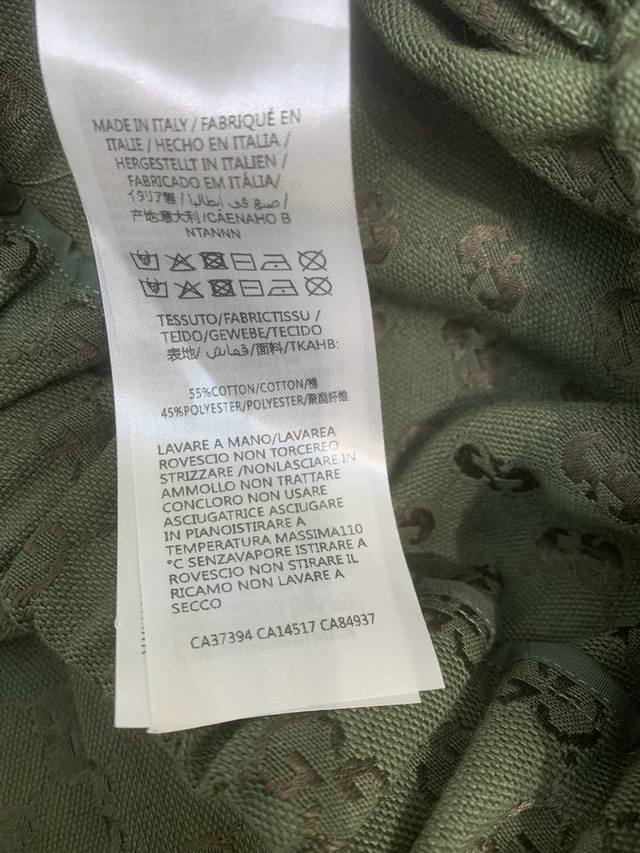 MADE IN ITALY / FABRIQUÉ EN
ITALIE / HECHO EN ITALIA /
HERGESTELLT IN ITALIEN /
FABRICADO EM ITÁLIA/
イタリア製 / صنع في إيطاليا /
产地:意大利 /CÄENAHO B
NTANNN
TESSUTO/FABRICTISSU /
TEIDO/GEWEBE/TECIDO
表地/ قماش/面料/TKAHB:
55%COTTON/COTTON/棉
45%POLYESTER/POLYESTER/聚酯纤维
LAVARE A MANO/LAVAREA
ROVESCIO NON TORCEREO
STRIZZARE /NONLASCIARE IN
AMMOLLO NON TRATTARE
CONCLORO NON USARE
ASCIUGATRICE ASCIUGARE
IN PIANOISTIRARE A
TEMPERATURA MASSIMA110
°C SENZAVAPORE ISTIRARE A
ROVESCIO NON STIRARE IL
RICAMO NON LAVARE A
SECCO
CA37394 CA14517 CA84937